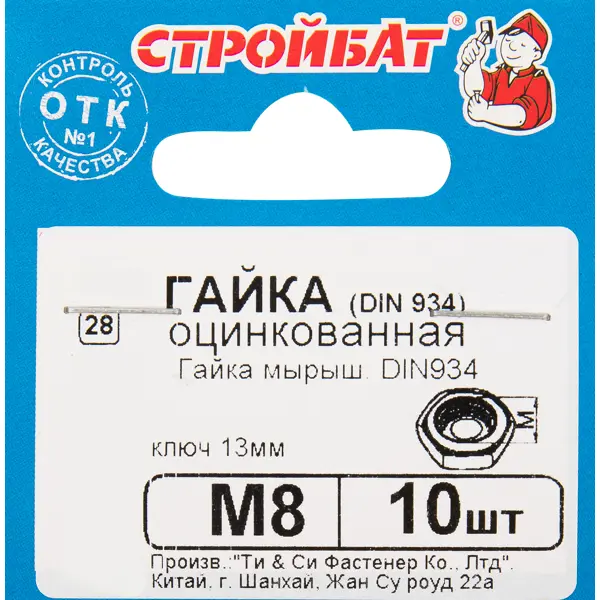 СТРОЙБАТ®
КОНТРОЛЬ
ОТК
№1
КАЧЕСТВА
ГАЙКА (DIN 934)
28
оцинкованная
Гайка мырыш. DIN934
М
ключ 13мм
М8 10шт
Произв.:"Ти & Си Фастенер Ко., Лтд".
Китай, г. Шанхай, Жан Су роуд 22а